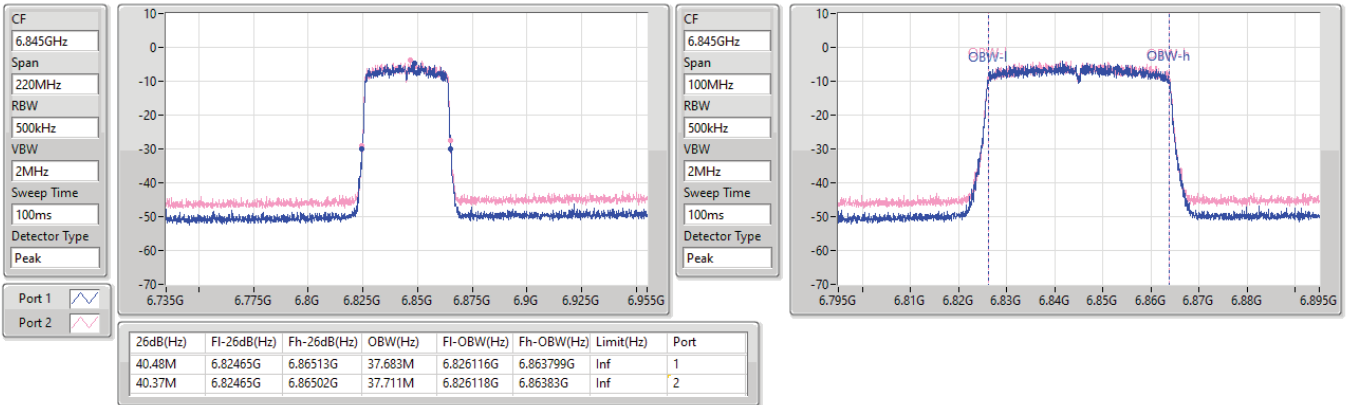 CF
6.845GHz
Span
220MHz
RBW
500kHz
VBW
2MHz
Sweep Time
100ms
Detector Type
Peak
Port 1
Port 2
10
0
-10
-20
-30
-40
-50
-60
-70
6.735G 6.775G 6.8G 6.825G 6.85G 6.875G 6.9G 6.925G 6.955G
CF
6.845GHz
Span
100MHz
RBW
500kHz
VBW
2MHz
Sweep Time
100ms
Detector Type
Peak
10
0
-10
-20
-30
-40
-50
-60
-70
OBW-l OBW-h
6.795G 6.81G 6.82G 6.83G 6.84G 6.85G 6.86G 6.87G 6.88G 6.895G
26dB(Hz) Fl-26dB(Hz) Fh-26dB(Hz) OBW(Hz) Fl-OBW(Hz) Fh-OBW(Hz) Limit(Hz) Port
40.48M 6.82465G 6.86513G 37.683M 6.826116G 6.863799G Inf 1
40.37M 6.82465G 6.86502G 37.711M 6.826118G 6.86383G Inf 2